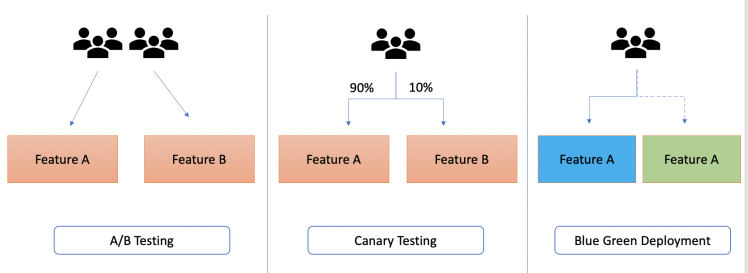 90%
10%
Feature A
Feature B
Feature A
Feature B
Feature A
Feature A
A/B Testing
Canary Testing
Blue Green Deployment